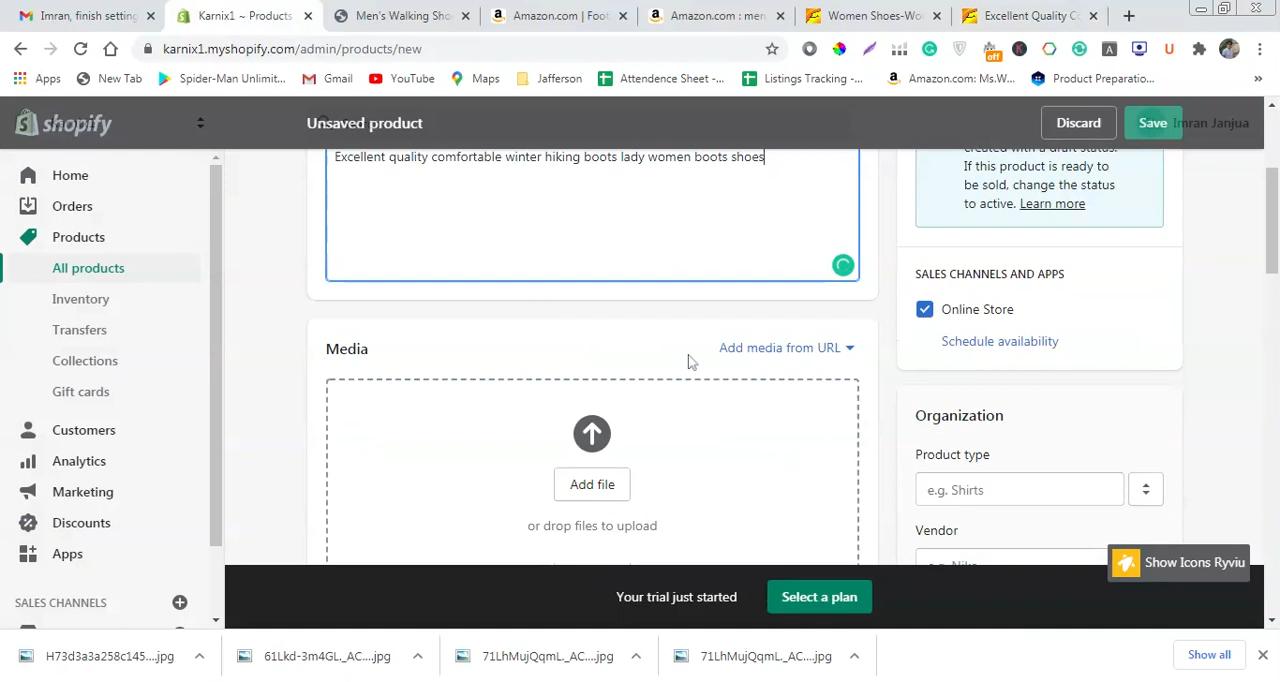 Imran, finish setting
Karnix1 ~ Products
Men's Walking Sho
Amazon.com | Foot
Amazon.com : men
Women Shoes-Wo
Excellent Quality Co
karnix1.myshopify.com/admin/products/new
Apps
New Tab
Spider-Man Unlimit...
Gmail
YouTube
Maps
Jafferson
Attendence Sheet -...
Listings Tracking -...
Amazon.com: Ms.W...
Product Preparatio...
shopify
Unsaved product
Discard
Save
Imran Janjua
Home
Orders
Products
All products
Inventory
Transfers
Collections
Gift cards
Customers
Analytics
Marketing
Discounts
Apps
SALES CHANNELS
Excellent quality comfortable winter hiking boots lady women boots shoes
Media
Add media from URL
Add file
or drop files to upload
created with a draft status.
If this product is ready
to be sold, change the status
to active. Learn more
SALES CHANNELS AND APPS
Online Store
Schedule availability
Organization
Product type
e.g. Shirts
Vendor
e.g. Nike
Show Icons Ryviu
Your trial just started
Select a plan
H73d3a3a258c145....jpg
61Lkd-3m4GL._AC....jpg
71LhMujQqmL._AC....jpg
71LhMujQqmL._AC....jpg
Show all